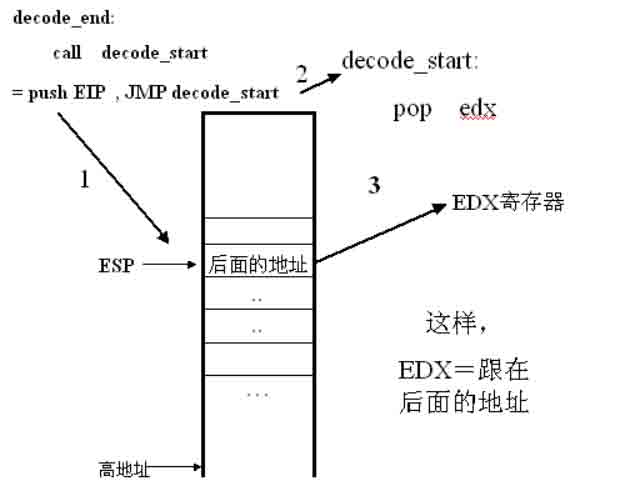 decode_end:
call decode_start
= push EIP , JMP decode_start
2
decode_start:
pop edx
1
3
EDX寄存器
ESP
后面的地址
..
..
...
这样，
EDX＝跟在
后面的地址
高地址